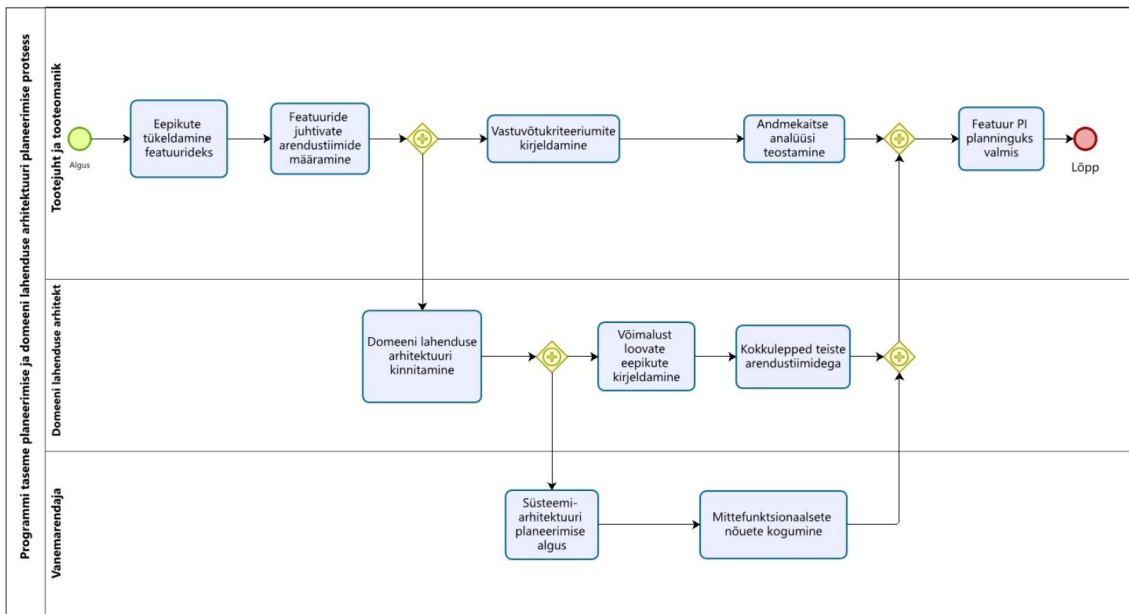 Programmi taseme planeerimise ja domeeni lahenduse arhitektuuri planeerimise protsess
Tootejuht ja tooteomanik
Algus
Eepikute
tükeldamine
featuurideks
Featuuride
juhtivate
arendustiimide
määramine
Vastuvõtukriteeriumite
kirjeldamine
Andmekaitse
analüüsi
teostamine
Featuur PI
planninguks
valmis
Lõpp
Domeeni lahenduse arhitekt
Domeeni lahenduse
arhitektuuri
kinnitamine
Võimalust
loovate
eepikute
kirjeldamine
Kokkulepped teiste
arendustiimidega
Vanemarendaja
Süsteemi-
arhitektuuri
planeerimise
algus
Mittefunktsionaalsete
nõuete kogumine